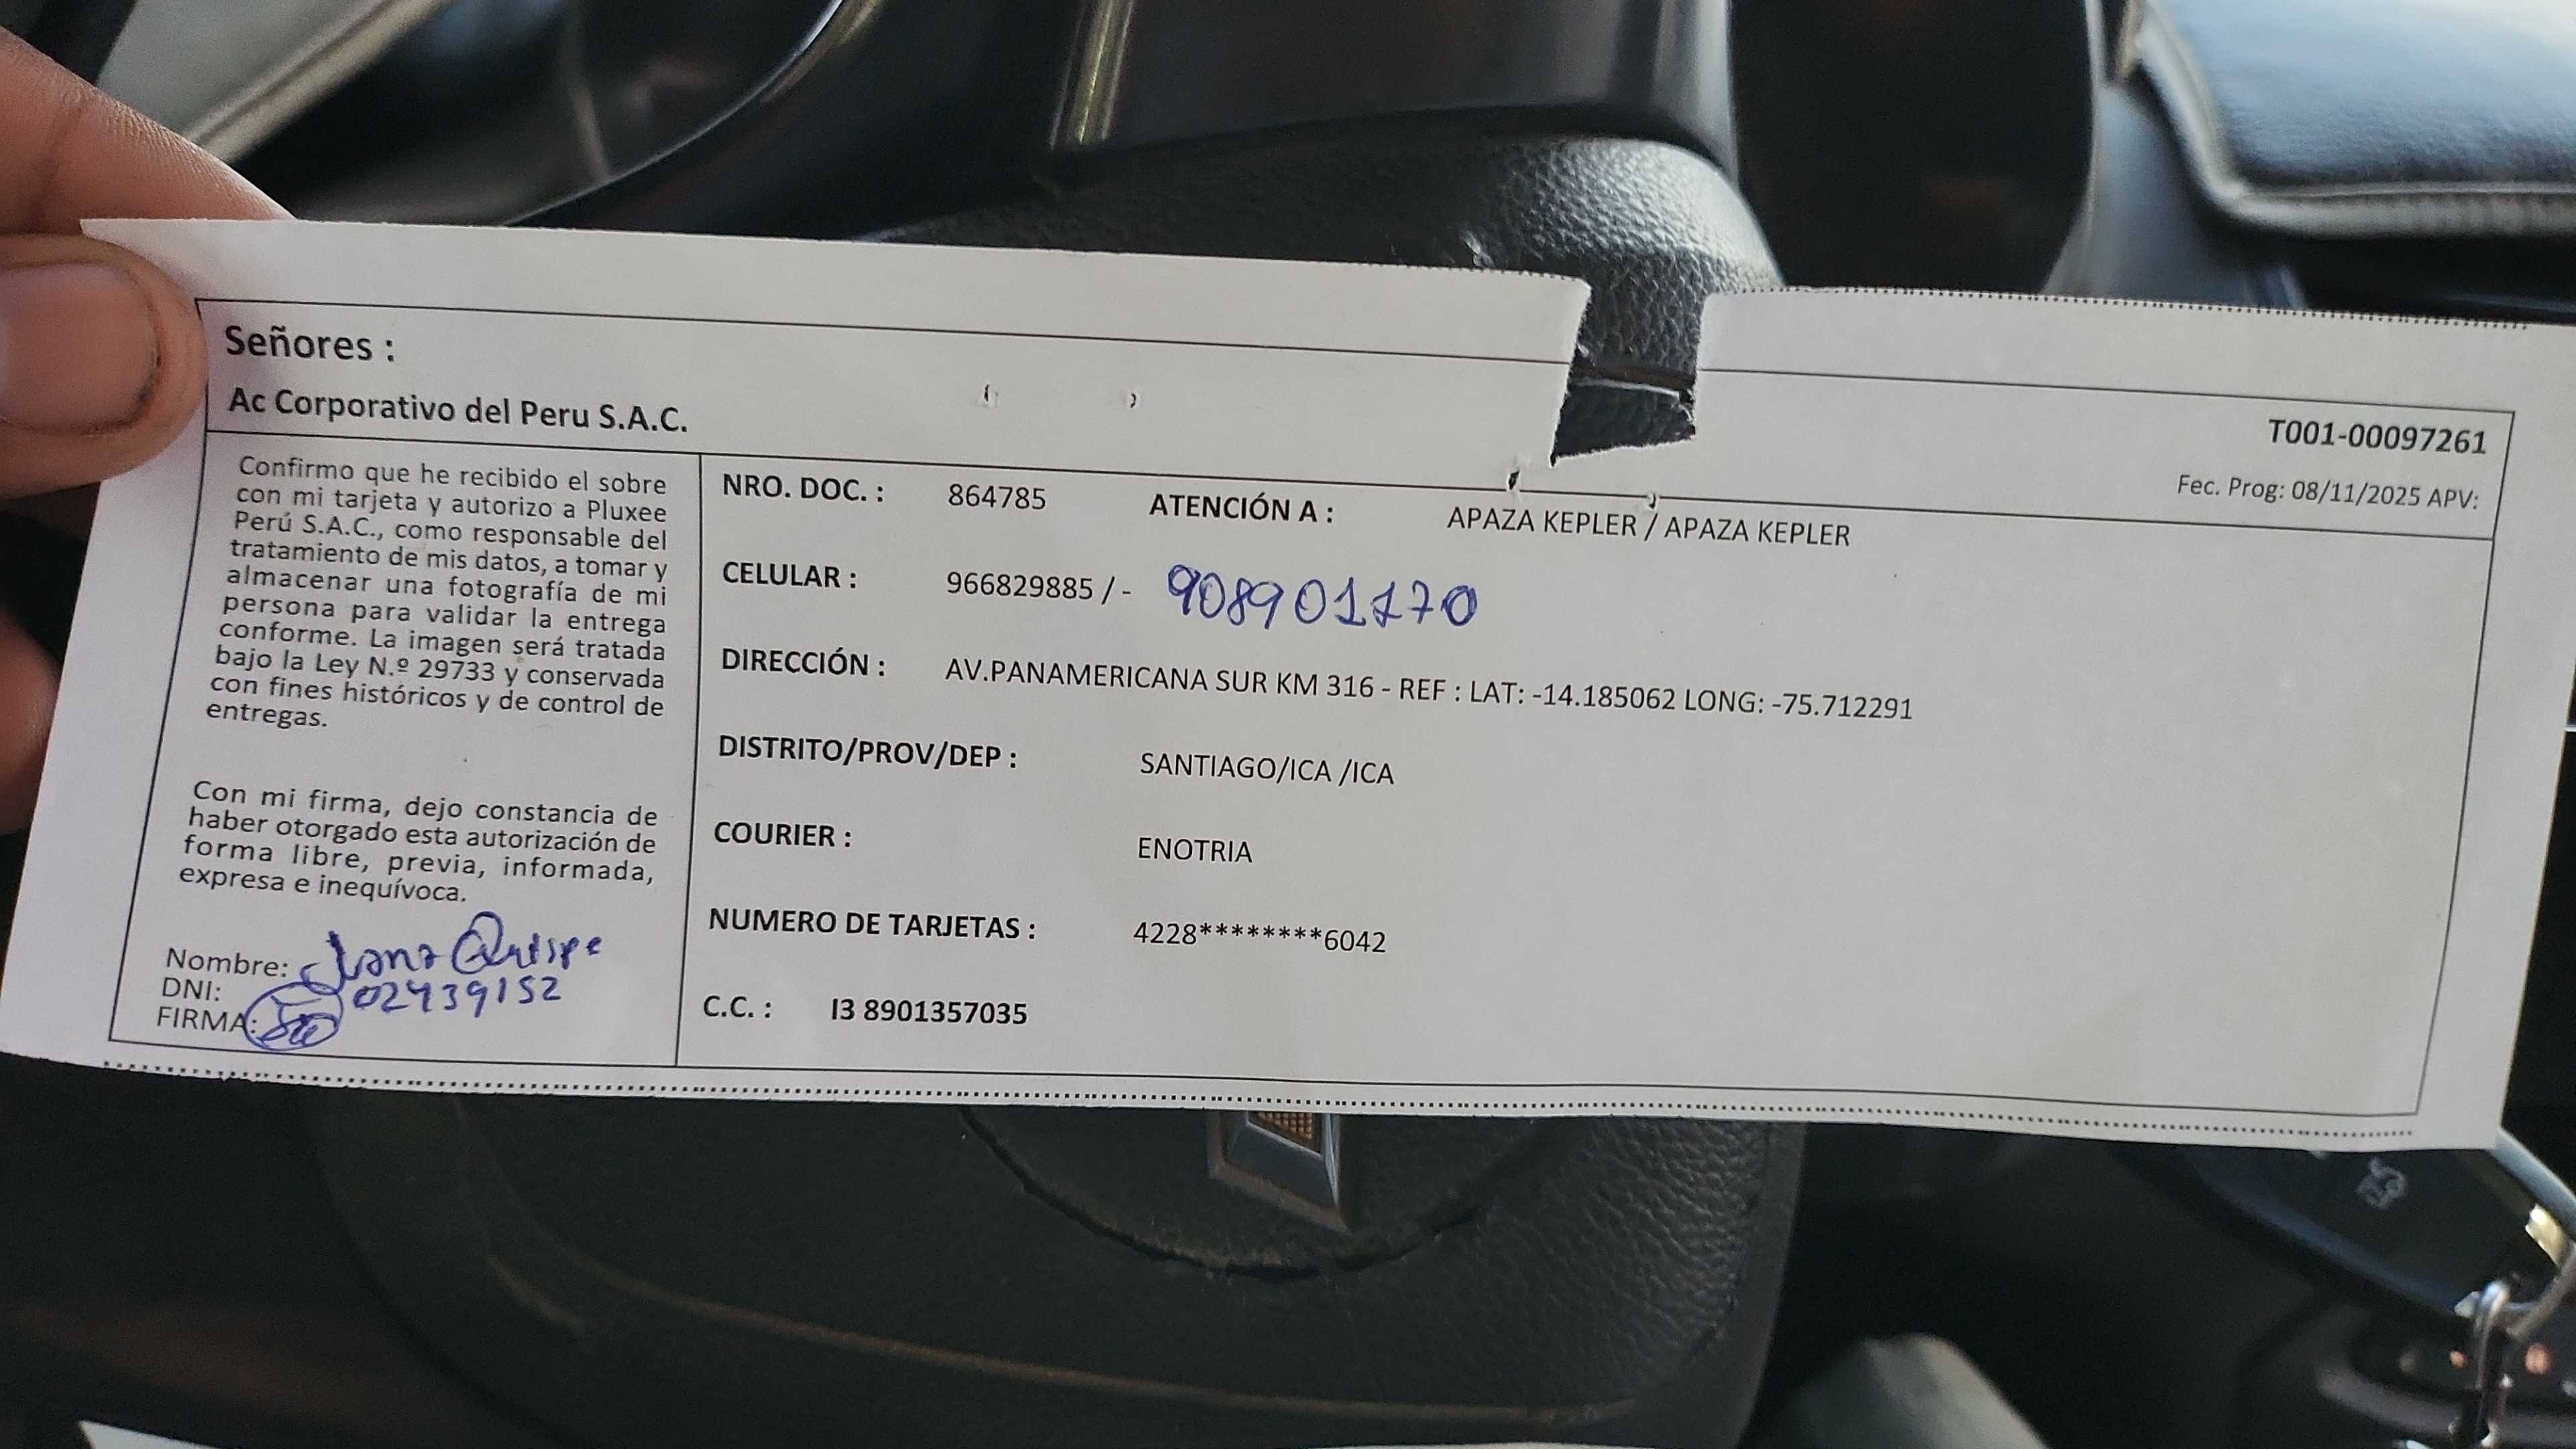 Señores :
Ac Corporativo del Peru S.A.C.
T001-00097261
Fec. Prog: 08/11/2025 APV:
Confirmo que he recibido el sobre
con mi tarjeta y autorizo a Pluxee
Perú S.A.C., como responsable del
tratamiento de mis datos, a tomar y
almacenar una fotografía de mi
persona para validar la entrega
conforme. La imagen será tratada
bajo la Ley N.º 29733 y conservada
con fines históricos y de control de
entregas.
Con mi firma, dejo constancia de
haber otorgado esta autorización de
forma libre, previa, informada,
expresa e inequívoca.
Nombre: Juana Quispe
DNI: 02439152
FIRMA:
NRO. DOC. : 864785 ATENCIÓN A : APAZA KEPLER / APAZA KEPLER
CELULAR : 966829885 / - 908901170
DIRECCIÓN : AV.PANAMERICANA SUR KM 316 - REF : LAT: -14.185062 LONG: -75.712291
DISTRITO/PROV/DEP : SANTIAGO/ICA /ICA
COURIER : ENOTRIA
NUMERO DE TARJETAS : 4228********6042
C.C. : I3 8901357035